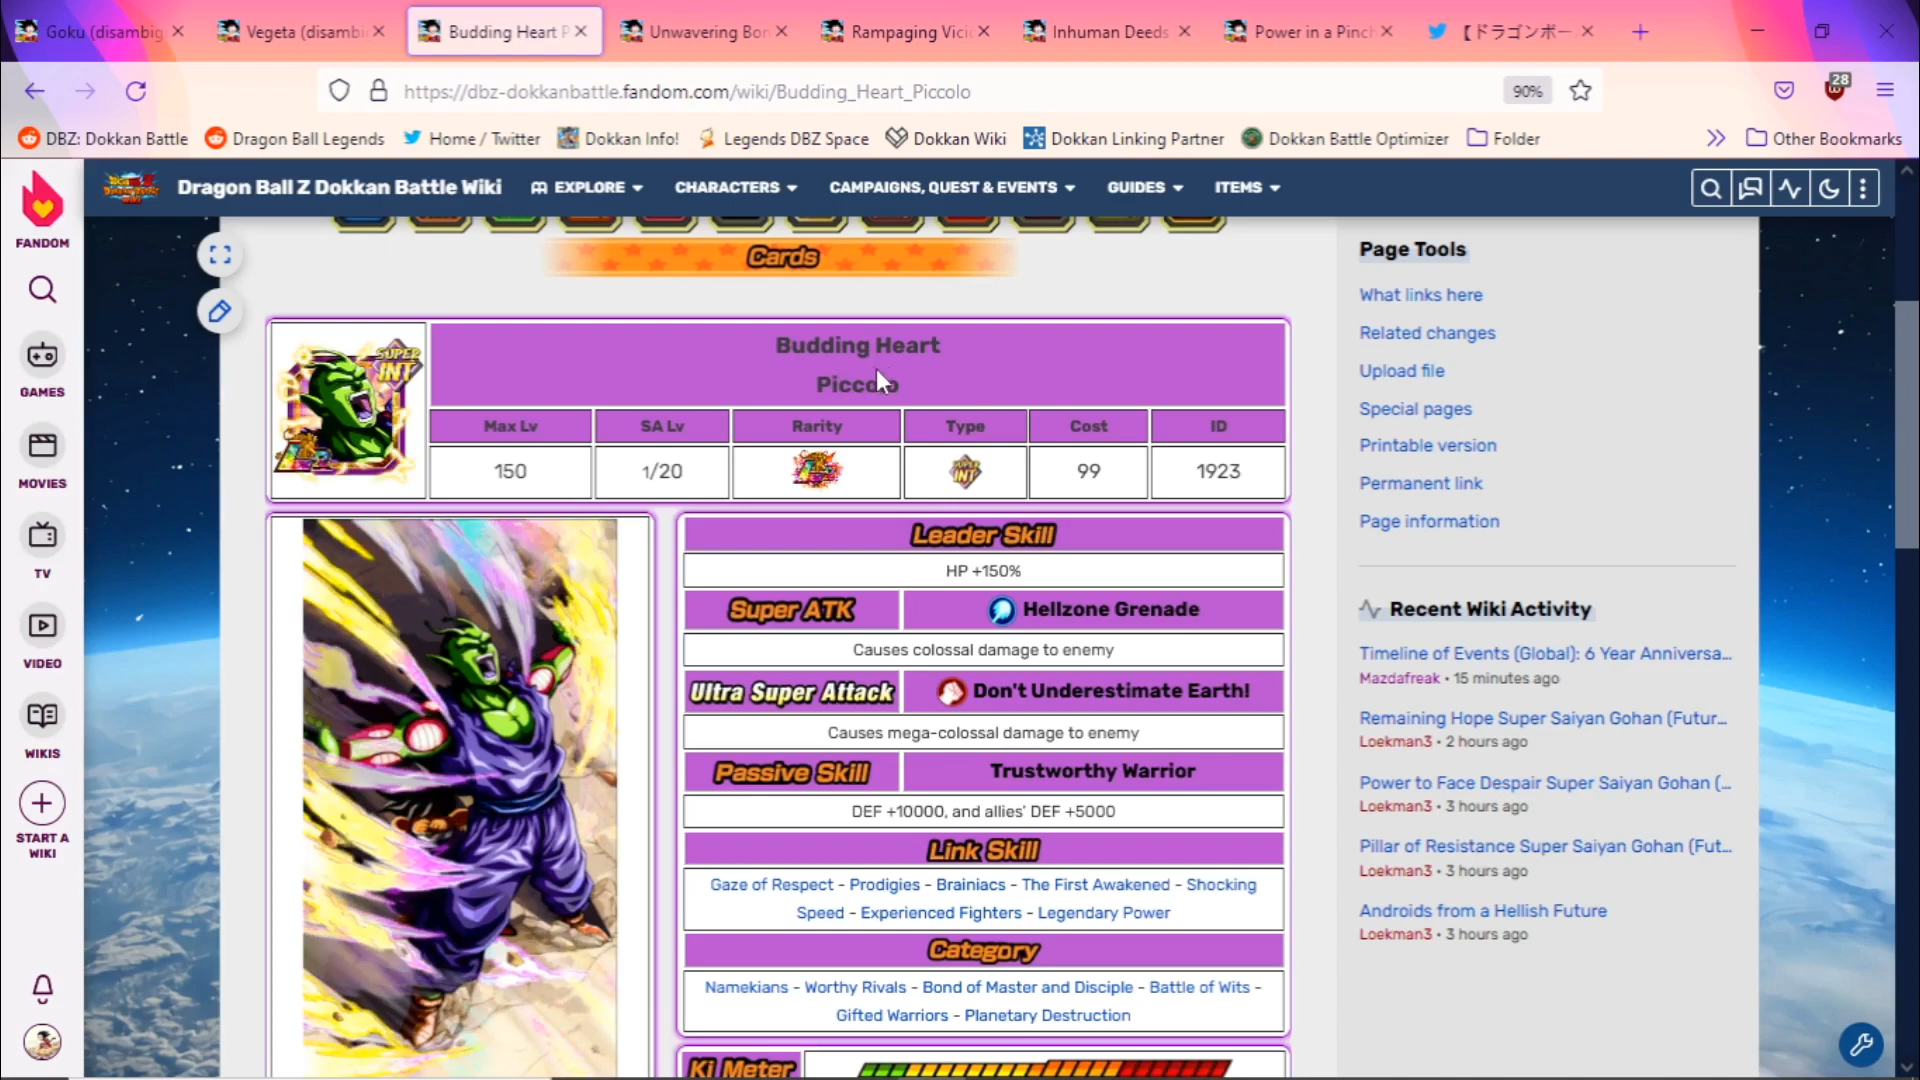 Goku (disambig
Vegeta (disambi
Budding Heart P
Unwavering Bon
Rampaging Vici
Inhuman Deeds
Power in a Pinch
【ドラゴンボー
https://dbz-dokkanbattle.fandom.com/wiki/Budding_Heart_Piccolo
90%
28
DBZ: Dokkan Battle
Dragon Ball Legends
Home / Twitter
Dokkan Info!
Legends DBZ Space
Dokkan Wiki
Dokkan Linking Partner
Dokkan Battle Optimizer
Folder
Other Bookmarks
Dragon Ball Z Dokkan Battle Wiki
EXPLORE
CHARACTERS
CAMPAIGNS, QUEST & EVENTS
GUIDES
ITEMS
FANDOM
GAMES
MOVIES
TV
VIDEO
WIKIS
START A
WIKI
Cards
SUPER
INT
Budding Heart
Piccolo
Max Lv
SA Lv
Rarity
Type
Cost
ID
150
1/20
SUPER
INT
99
1923
Leader Skill
HP +150%
Super ATK
Hellzone Grenade
Causes colossal damage to enemy
Ultra Super Attack
Don't Underestimate Earth!
Causes mega-colossal damage to enemy
Passive Skill
Trustworthy Warrior
DEF +10000, and allies' DEF +5000
Link Skill
Gaze of Respect - Prodigies - Brainiacs - The First Awakened - Shocking
Speed - Experienced Fighters - Legendary Power
Category
Namekians - Worthy Rivals - Bond of Master and Disciple - Battle of Wits -
Gifted Warriors - Planetary Destruction
Ki Meter
Page Tools
What links here
Related changes
Upload file
Special pages
Printable version
Permanent link
Page information
Recent Wiki Activity
Timeline of Events (Global): 6 Year Anniversa...
Mazdafreak • 15 minutes ago
Remaining Hope Super Saiyan Gohan (Futur...
Loekman3 • 2 hours ago
Power to Face Despair Super Saiyan Gohan (...
Loekman3 • 3 hours ago
Pillar of Resistance Super Saiyan Gohan (Fut...
Loekman3 • 3 hours ago
Androids from a Hellish Future
Loekman3 • 3 hours ago